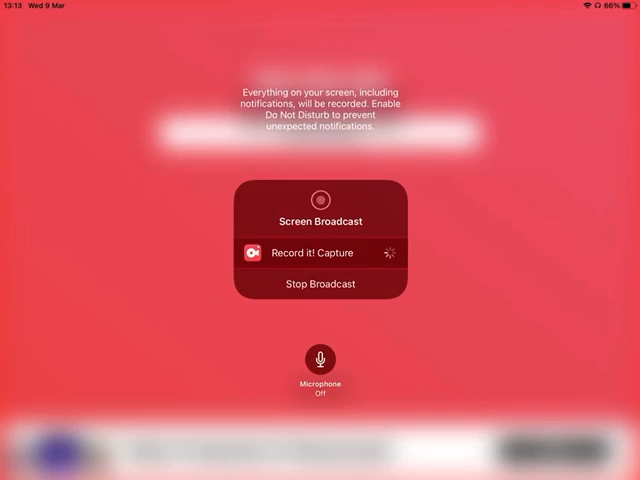 13:13 Wed 9 Mar
66%
Everything on your screen, including
notifications, will be recorded. Enable
Do Not Disturb to prevent
unexpected notifications.
Screen Broadcast
Record it! Capture
Stop Broadcast
Microphone
Off